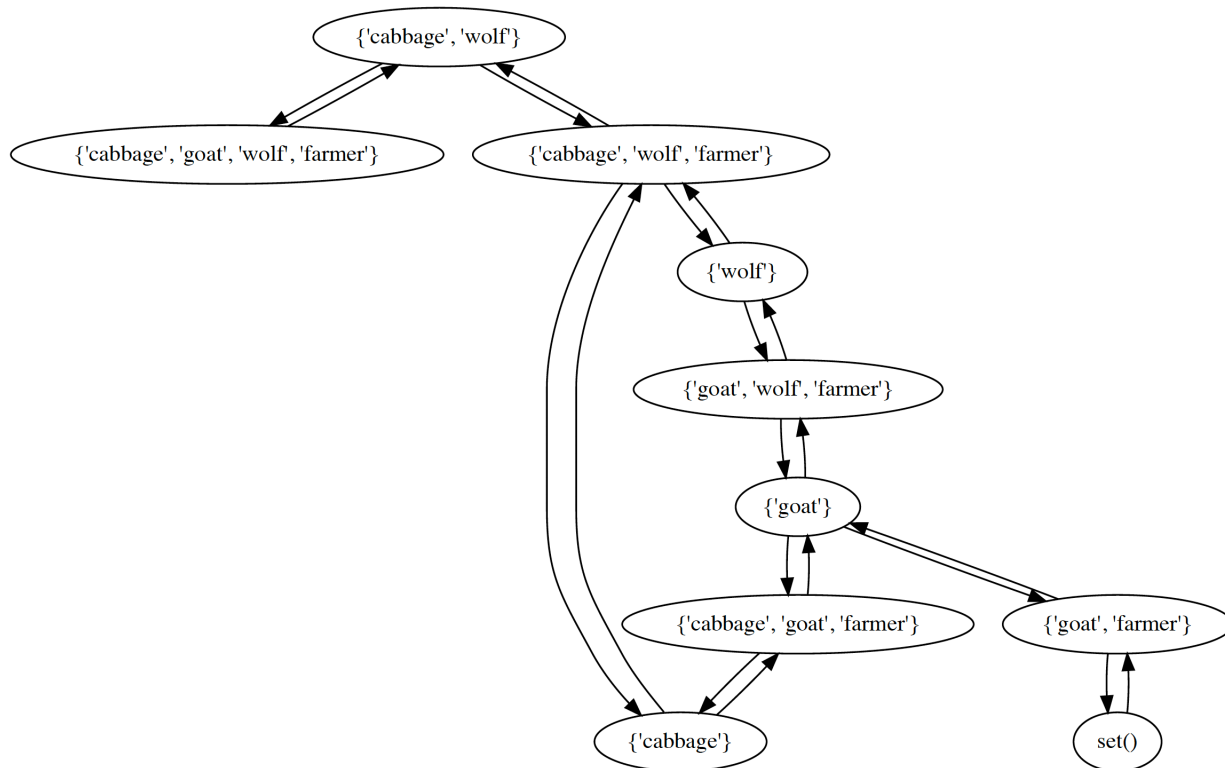 {'cabbage', 'wolf'}
{'cabbage', 'goat', 'wolf', 'farmer'}
{'cabbage', 'wolf', 'farmer'}
{'wolf'}
{'goat', 'wolf', 'farmer'}
{'goat'}
{'cabbage', 'goat', 'farmer'}
{'goat', 'farmer'}
{'cabbage'}
set()